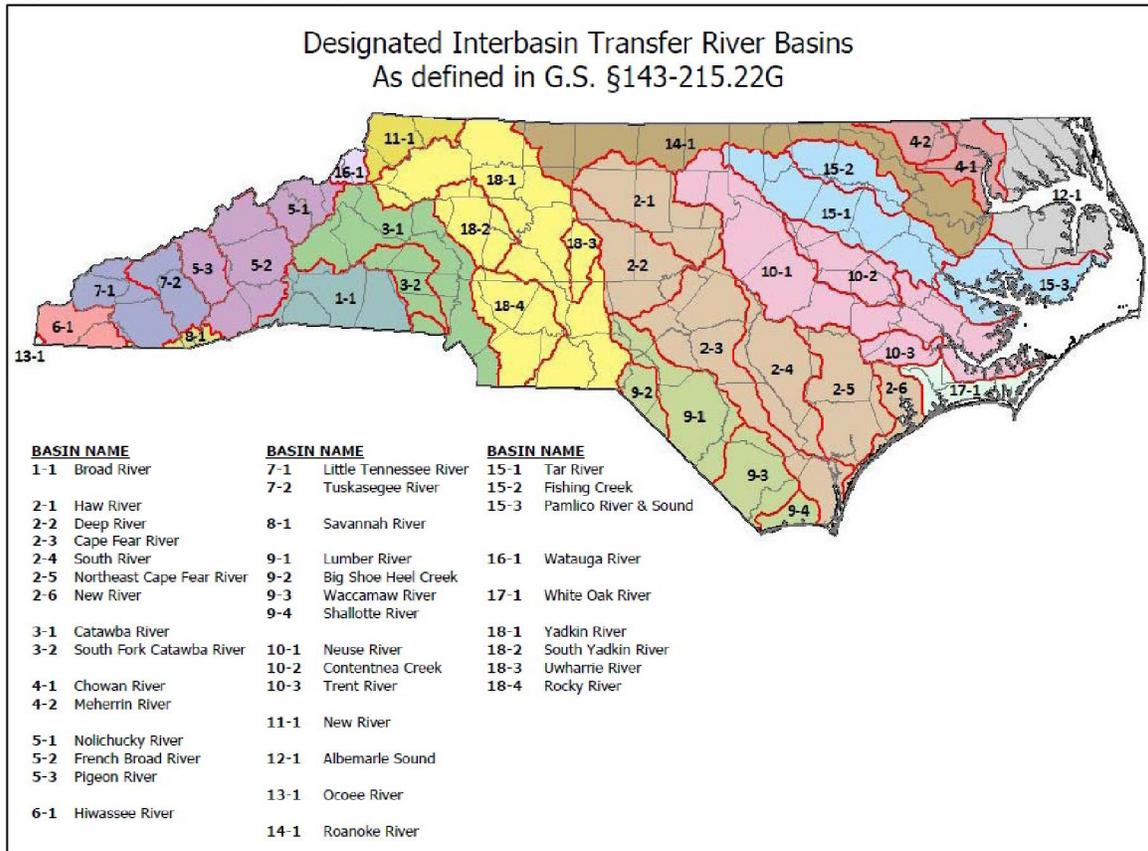 Designated Interbasin Transfer River Basins
As defined in G.S. §143-215.22G
11-1
14-1
4-2
4-1
16-1
18-1
15-2
12-1
5-1
2-1
15-1
3-1
18-2
18-3
5-3
5-2
2-2
10-1
10-2
7-1
7-2
3-2
15-3
1-1
18-4
6-1
8-1
2-3
10-3
13-1
2-4
2-5
2-6
17-1
9-2
9-1
9-3
9-4
BASIN NAME
1-1 Broad River
2-1 Haw River
2-2 Deep River
2-3 Cape Fear River
2-4 South River
2-5 Northeast Cape Fear River
2-6 New River
3-1 Catawba River
3-2 South Fork Catawba River
4-1 Chowan River
4-2 Meherrin River
5-1 Nolichucky River
5-2 French Broad River
5-3 Pigeon River
6-1 Hiwassee River
BASIN NAME
7-1 Little Tennessee River
7-2 Tuskasegee River
8-1 Savannah River
9-1 Lumber River
9-2 Big Shoe Heel Creek
9-3 Waccamaw River
9-4 Shallotte River
10-1 Neuse River
10-2 Contentnea Creek
10-3 Trent River
11-1 New River
12-1 Albemarle Sound
13-1 Ocoee River
14-1 Roanoke River
BASIN NAME
15-1 Tar River
15-2 Fishing Creek
15-3 Pamlico River & Sound
16-1 Watauga River
17-1 White Oak River
18-1 Yadkin River
18-2 South Yadkin River
18-3 Uwharrie River
18-4 Rocky River